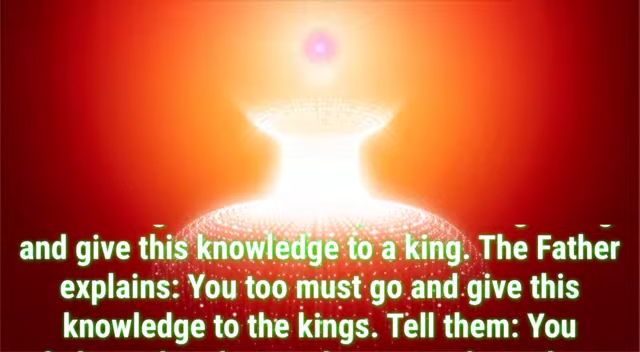 and give this knowledge to a king. The Father
explains: You too must go and give this
knowledge to the kings. Tell them: You